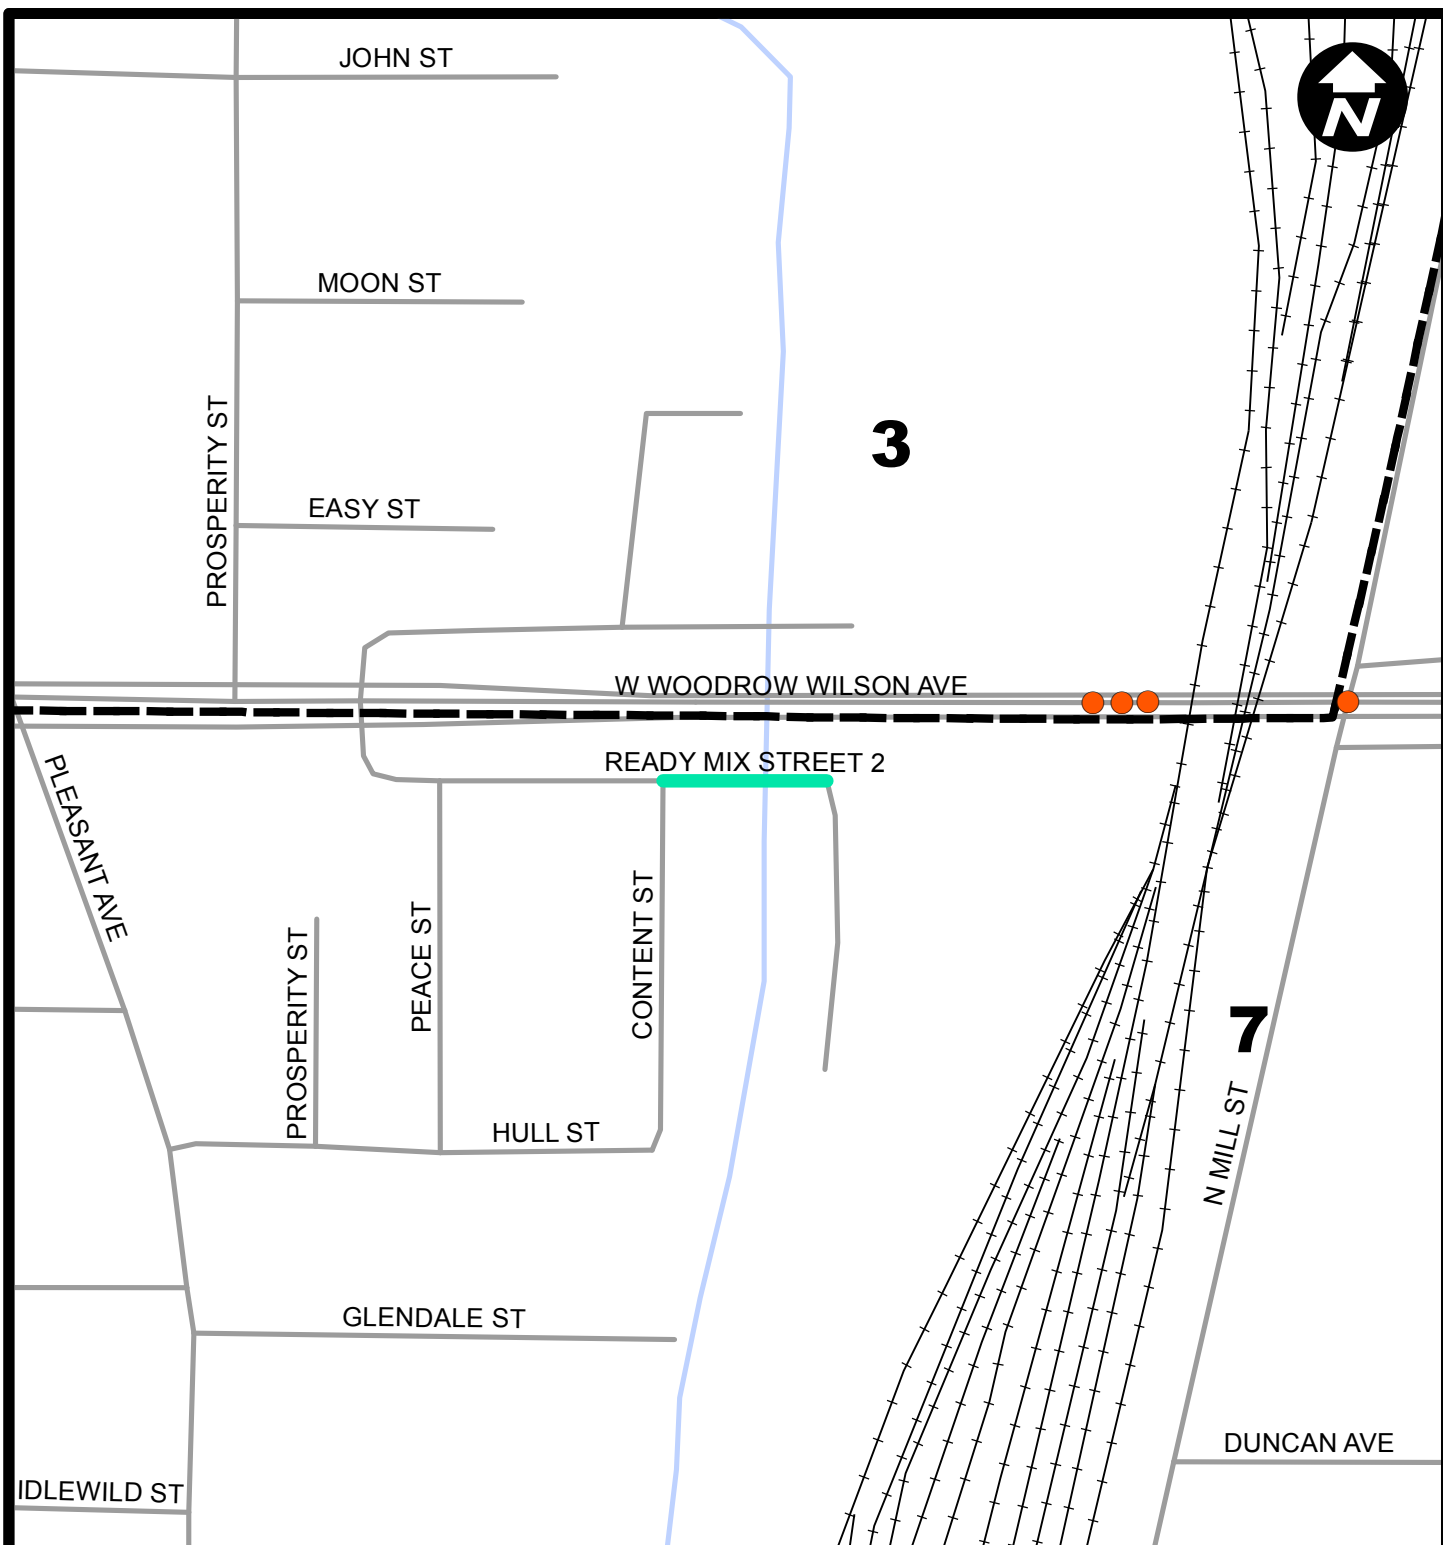 JOHN ST
N
MOON ST
PROSPERITY ST
3
EASY ST
W WOODROW WILSON AVE
READY MIX STREET 2
PLEASANT AVE
PROSPERITY ST
PEACE ST
CONTENT ST
7
N MILL ST
HULL ST
GLENDALE ST
DUNCAN AVE
IDLEWILD ST